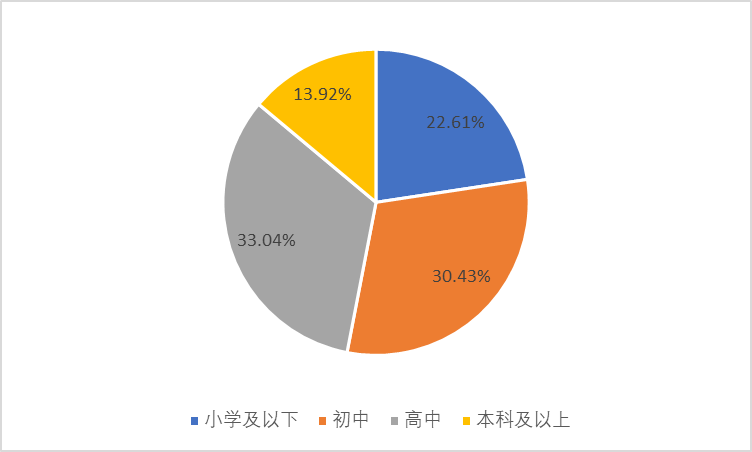 13.92%
22.61%
33.04%
30.43%
小学及以下 初中 高中 本科及以上